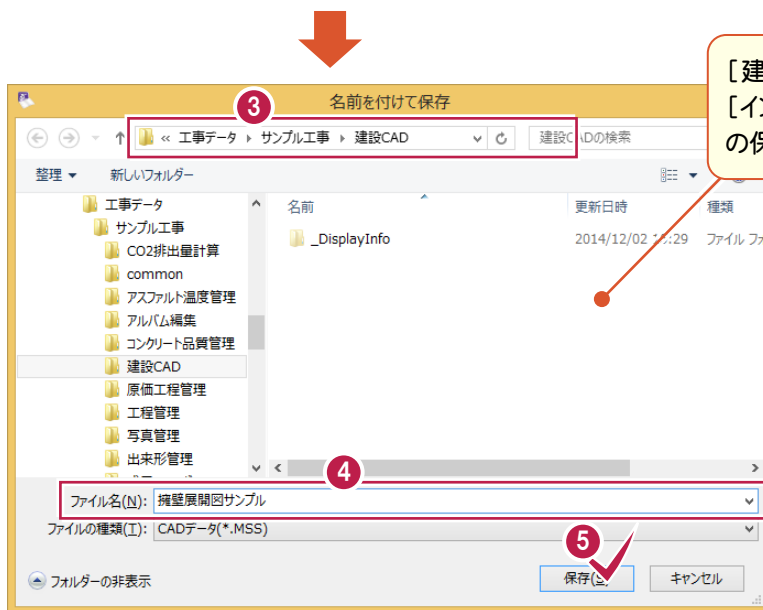 [建
[イ
の保
3
名前を付けて保存
« 工事データ サンプル工事 建設CAD
建設CADの検索
整理 新しいフォルダー
工事データ
サンプル工事
CO2排出量計算
common
アスファルト温度管理
アルバム編集
コンクリート品質管理
建設CAD
原価工程管理
工程管理
写真管理
出来形管理
名前 更新日時 種類
_DisplayInfo 2014/12/02 :29 ファイル フォ
4
ファイル名(N): 擁壁展開図サンプル
ファイルの種類(T): CADデータ(*.MSS)
5
フォルダーの非表示
保存(S) キャンセル